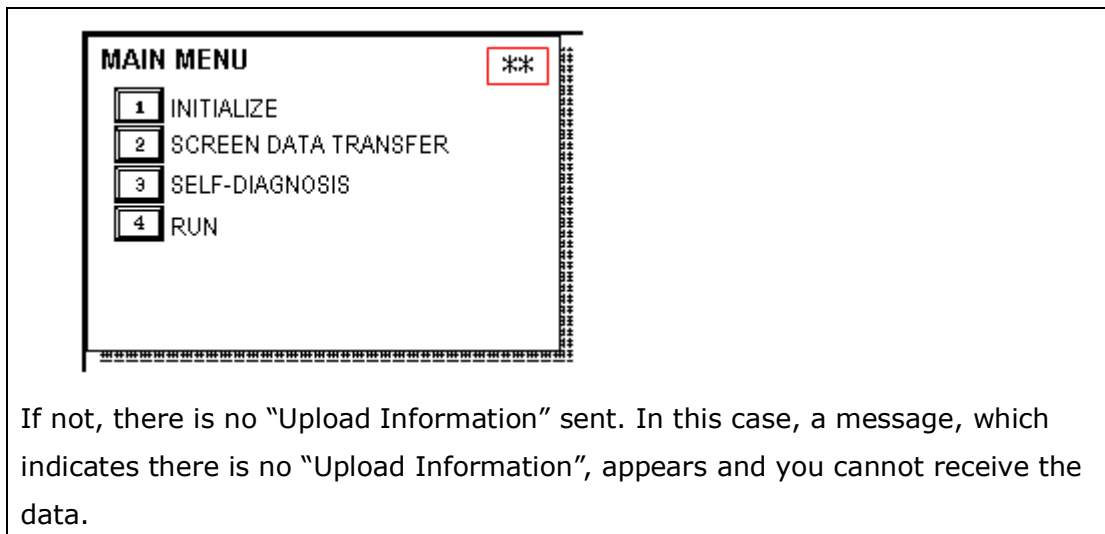 MAIN MENU **
1 INITIALIZE
2 SCREEN DATA TRANSFER
3 SELF-DIAGNOSIS
4 RUN
If not, there is no “Upload Information” sent. In this case, a message, which
indicates there is no “Upload Information”, appears and you cannot receive the
data.